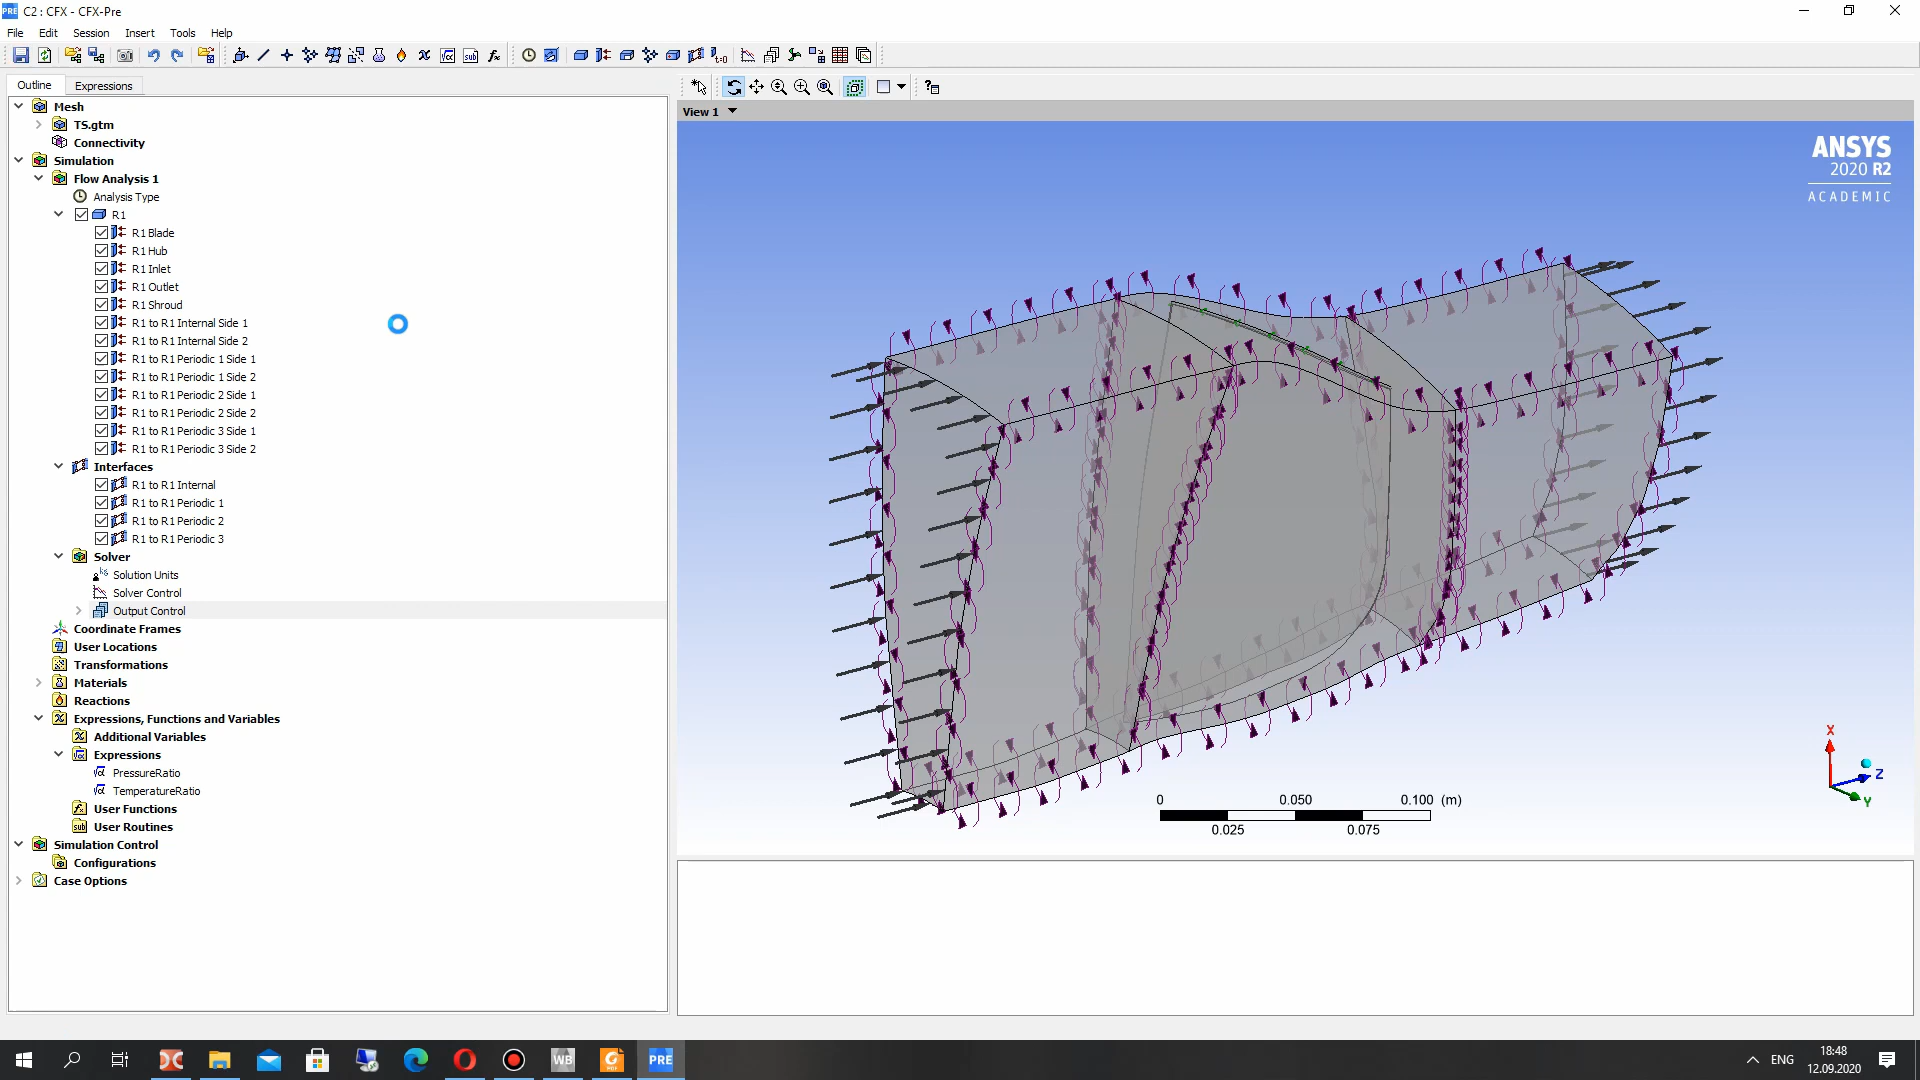 C2 : CFX - CFX-Pre
File Edit Session Insert Tools Help
Outline Expressions
Mesh
TS.gtm
Connectivity
Simulation
Flow Analysis 1
Analysis Type
R1
R1 Blade
R1 Hub
R1 Inlet
R1 Outlet
R1 Shroud
R1 to R1 Internal Side 1
R1 to R1 Internal Side 2
R1 to R1 Periodic 1 Side 1
R1 to R1 Periodic 1 Side 2
R1 to R1 Periodic 2 Side 1
R1 to R1 Periodic 2 Side 2
R1 to R1 Periodic 3 Side 1
R1 to R1 Periodic 3 Side 2
Interfaces
R1 to R1 Internal
R1 to R1 Periodic 1
R1 to R1 Periodic 2
R1 to R1 Periodic 3
Solver
Solution Units
Solver Control
Output Control
Coordinate Frames
User Locations
Transformations
Materials
Reactions
Expressions, Functions and Variables
Additional Variables
Expressions
PressureRatio
TemperatureRatio
User Functions
User Routines
Simulation Control
Configurations
Case Options
View 1
ANSYS
2020 R2
ACADEMIC
X
Z
Y
0 0.050 0.100 (m)
0.025 0.075
WB
PDF
PRE
ENG
18:48
12.09.2020